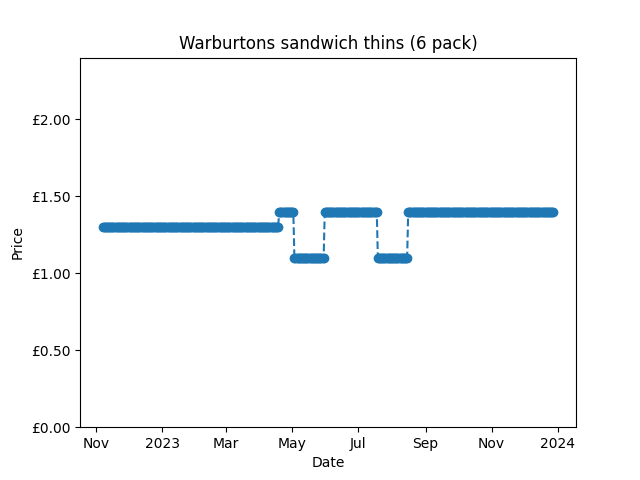 Warburtons sandwich thins (6 pack)
£2.00
£1.50
£1.00
£0.50
£0.00
Price
Nov 2023 Mar May Jul Sep Nov 2024
Date